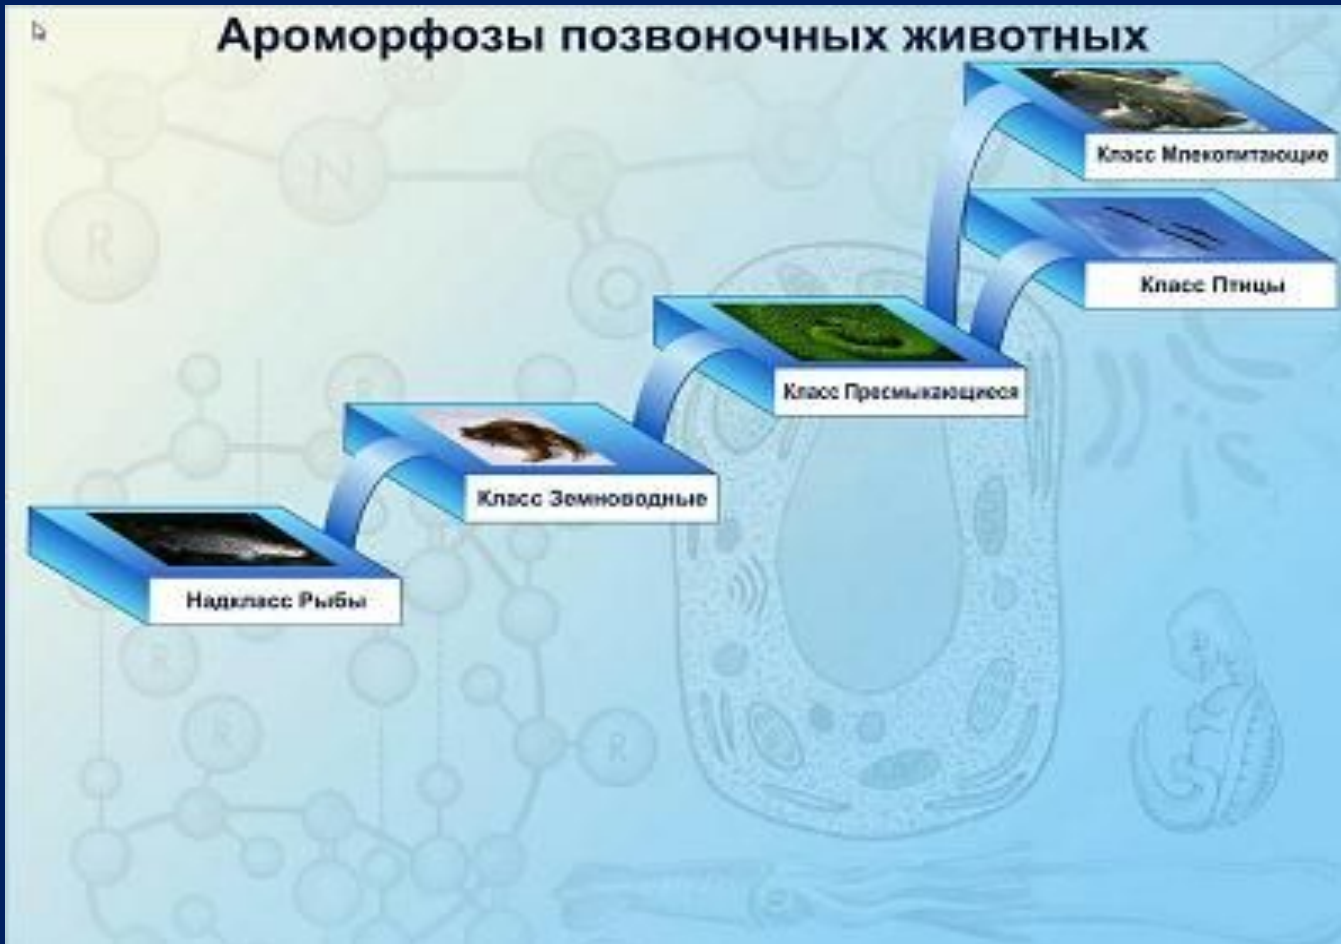 Ароморфозы позвоночных животных
Класс Млекопитающие
Класс Птицы
Класс Пресмыкающиеся
Класс Земноводные
Надкласс Рыбы
C
N
R
O
R
R
R
R